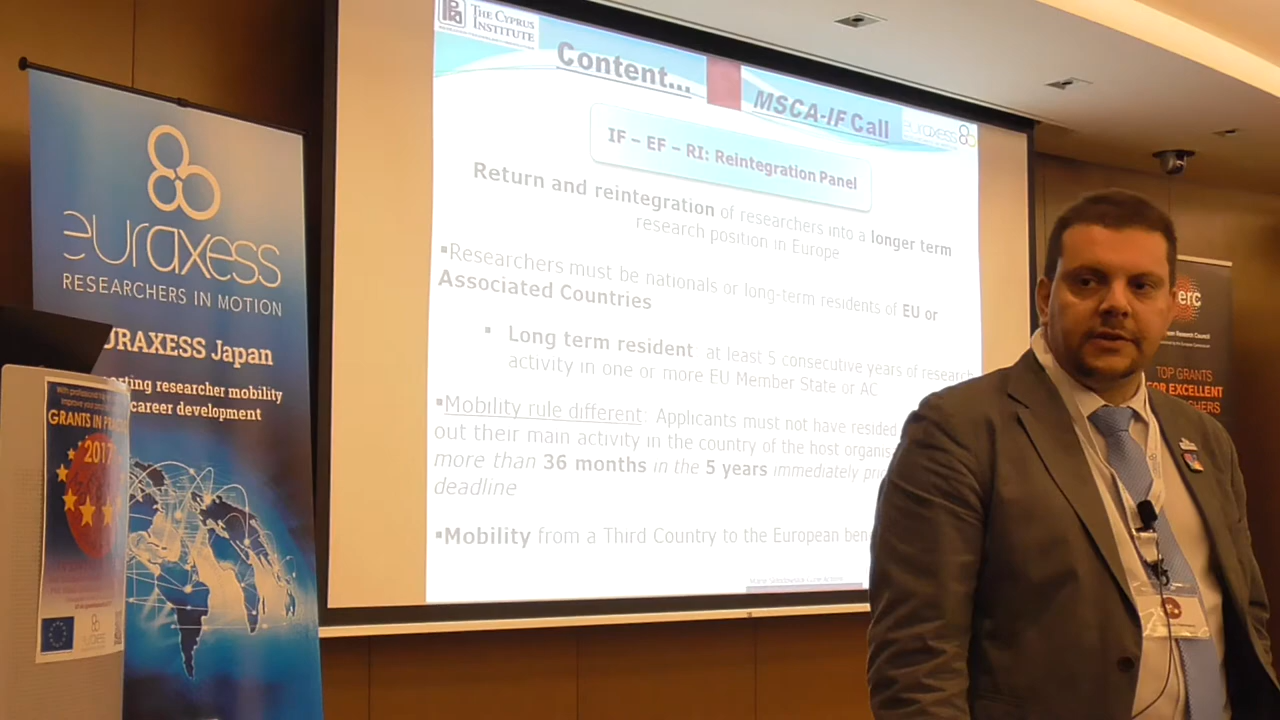 euraxess
RESEARCHERS IN MOTION
URAXESS Japan
orting researcher mobility
career development
GRANTS IN PRAC
2017
THE CYPRUS
INSTITUTE
Content...
MSCA-IF Call
euraxess
IF – EF – RI: Reintegration Panel
Return and reintegration of researchers into a longer term
research position in Europe
▪Researchers must be nationals or long-term residents of EU or
Associated Countries
▪ Long term resident at least 5 consecutive years of research
activity in one or more EU Member State or AC
▪Mobility rule different: Applicants must not have resided
out their main activity in the country of the host organis
more than 36 months in the 5 years immediately pri
deadline
▪Mobility from a Third Country to the European ben
erc
TOP GRANTS
FOR EXCELLENT
CHERS